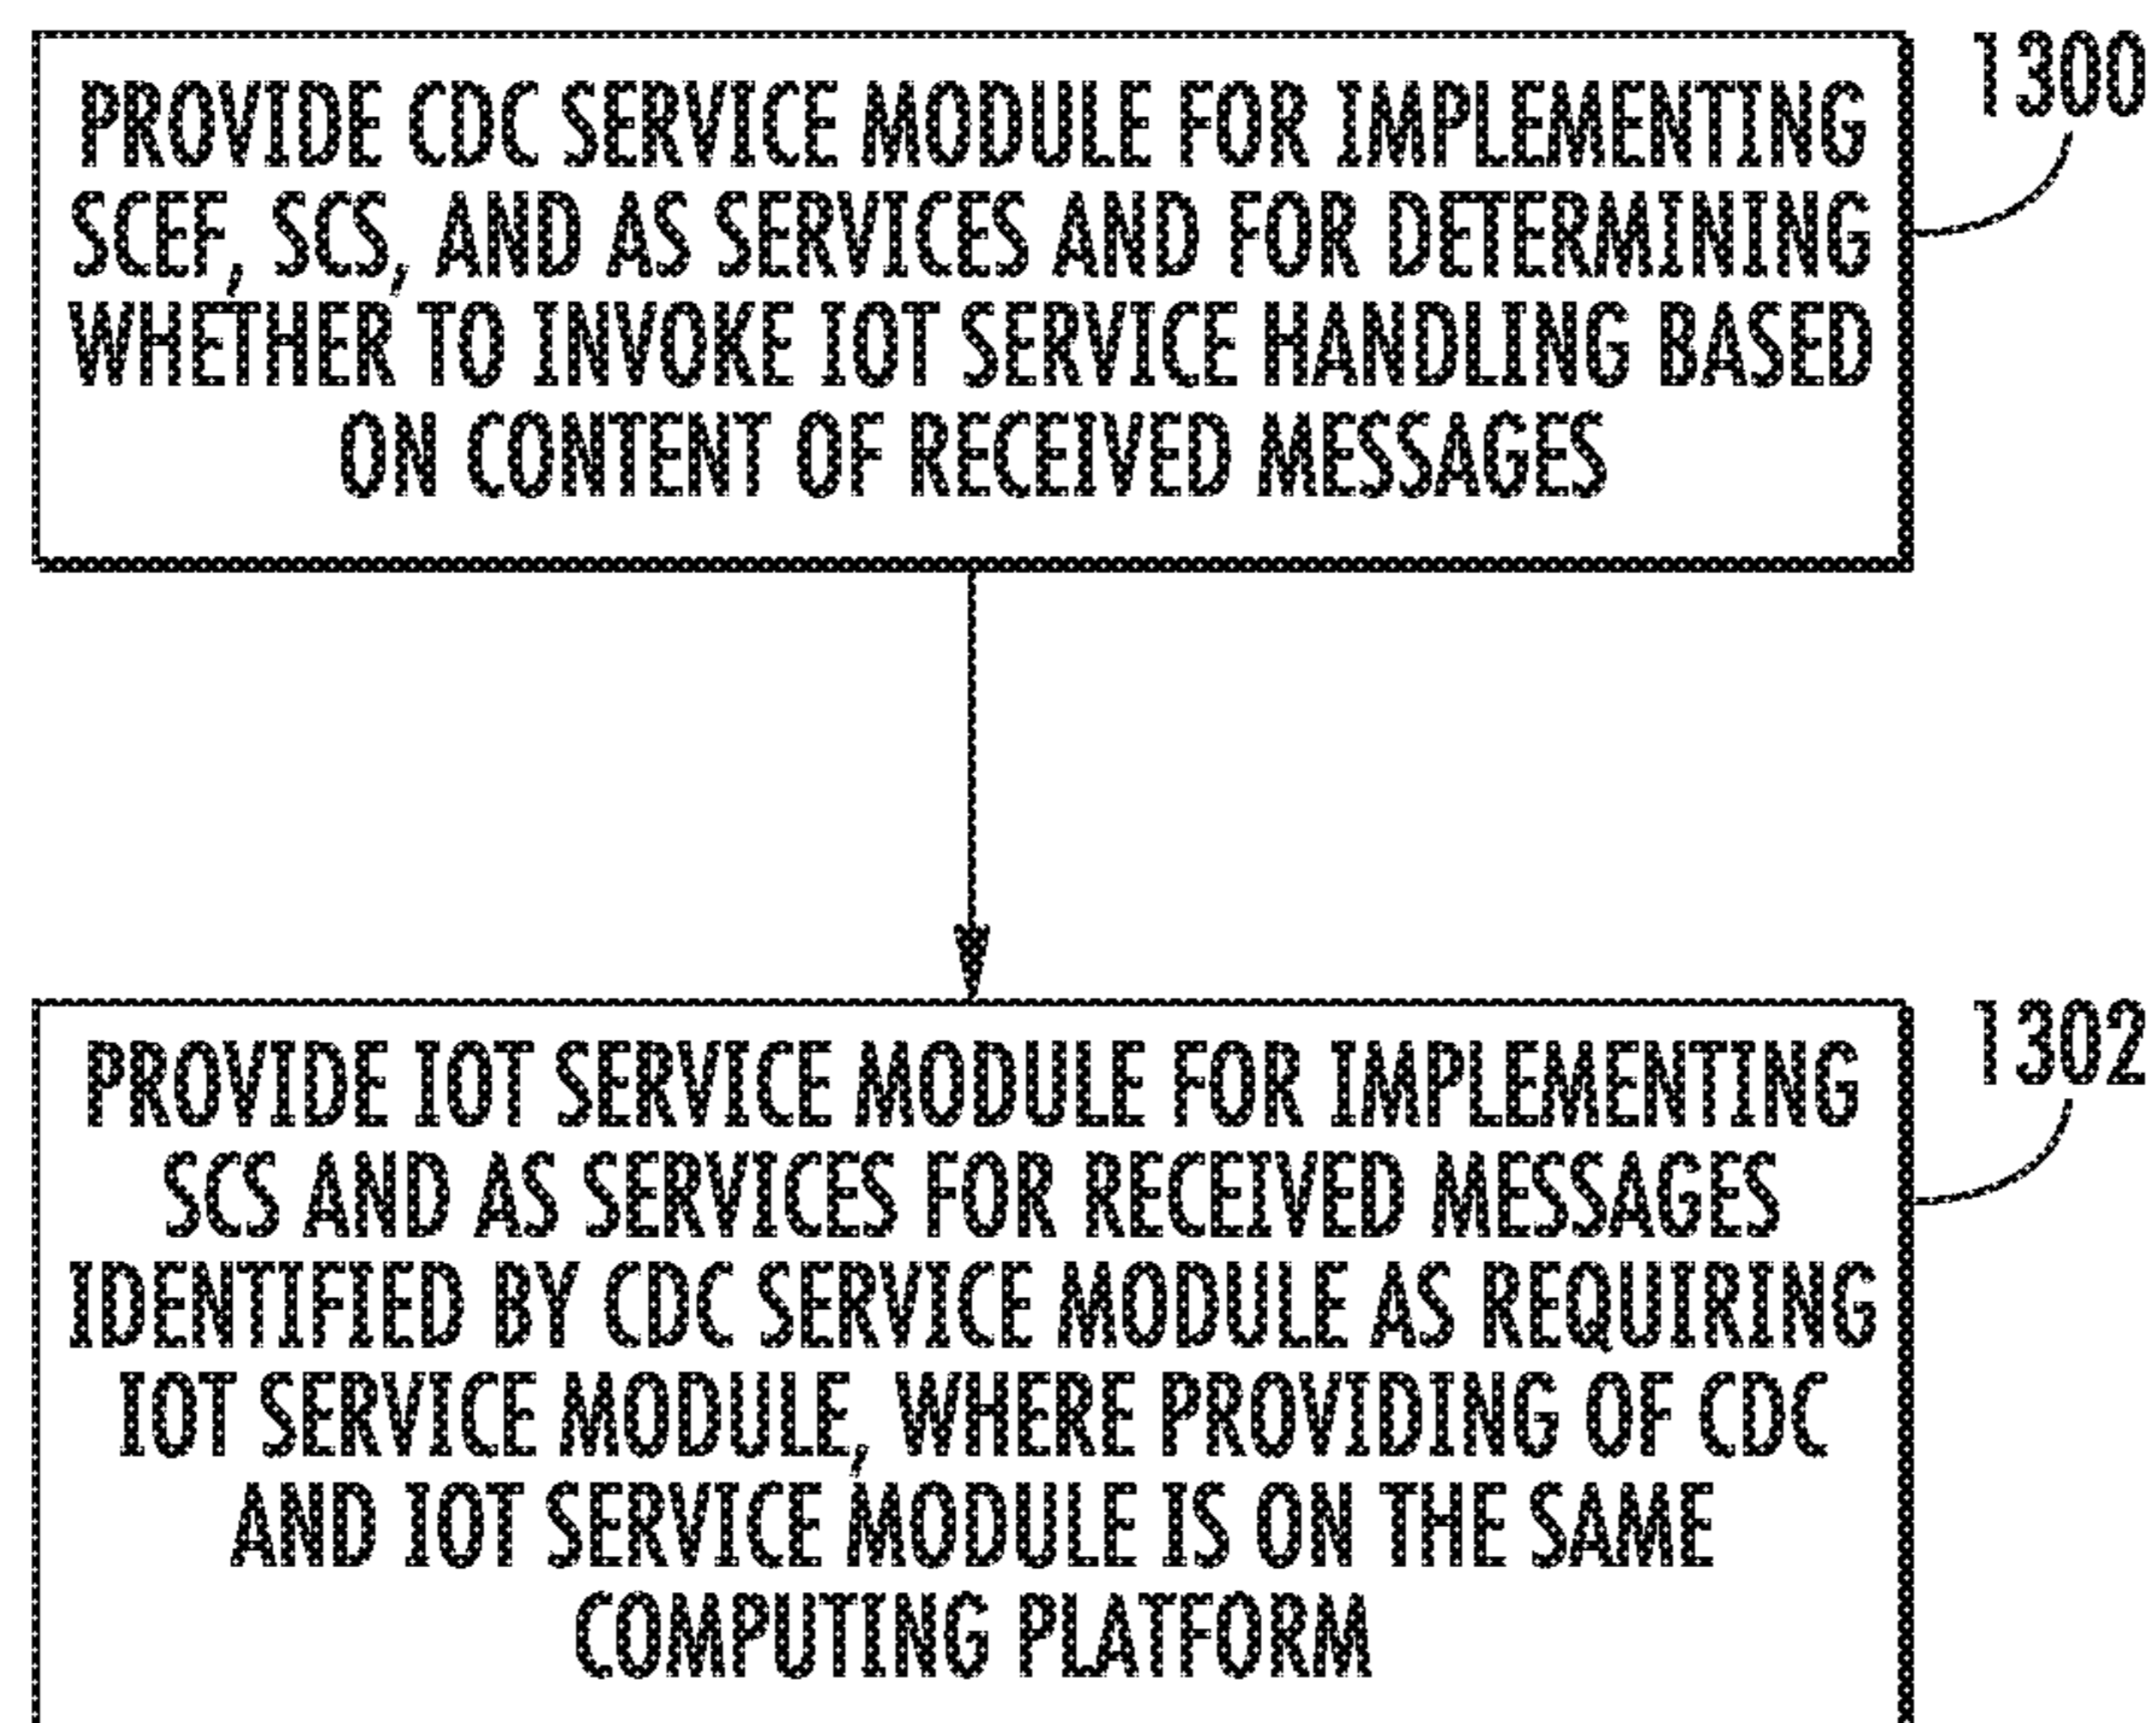 PROVIDE CDC SERVICE MODULE FOR IMPLEMENTING
SCEF, SCS, AND AS SERVICES AND FOR DETERMINING
WHETHER TO INVOKE IOT SERVICE HANDLING BASED
ON CONTENT OF RECEIVED MESSAGES
1300
PROVIDE IOT SERVICE MODULE FOR IMPLEMENTING
SCS AND AS SERVICES FOR RECEIVED MESSAGES
IDENTIFIED BY CDC SERVICE MODULE AS REQUIRING
IOT SERVICE MODULE, WHERE PROVIDING OF CDC
AND IOT SERVICE MODULE IS ON THE SAME
COMPUTING PLATFORM
1302